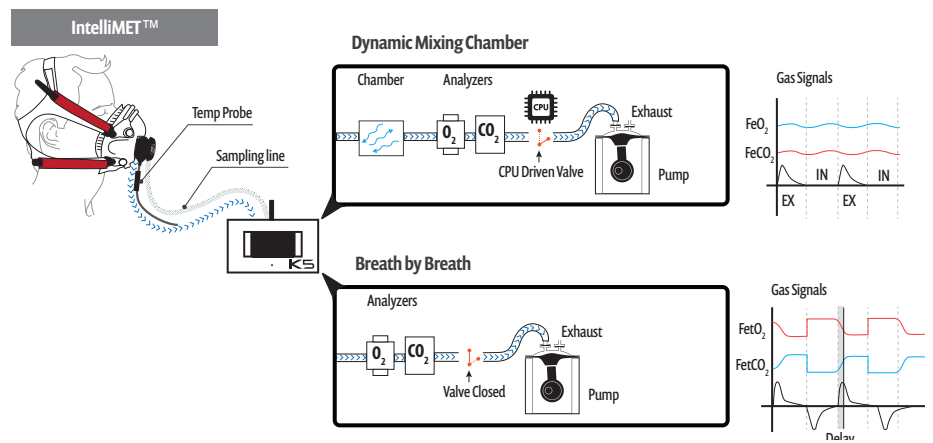 IntelliMET™
Temp Probe
Sampling line
K5
Dynamic Mixing Chamber
Chamber
Analyzers
O2
CO2
CPU
Exhaust
CPU Driven Valve
Pump
Gas Signals
FeO2
FeCO2
IN
IN
EX
EX
Breath by Breath
Analyzers
O2
CO2
Exhaust
Valve Closed
Pump
Gas Signals
FetO2
FetCO2
Delay